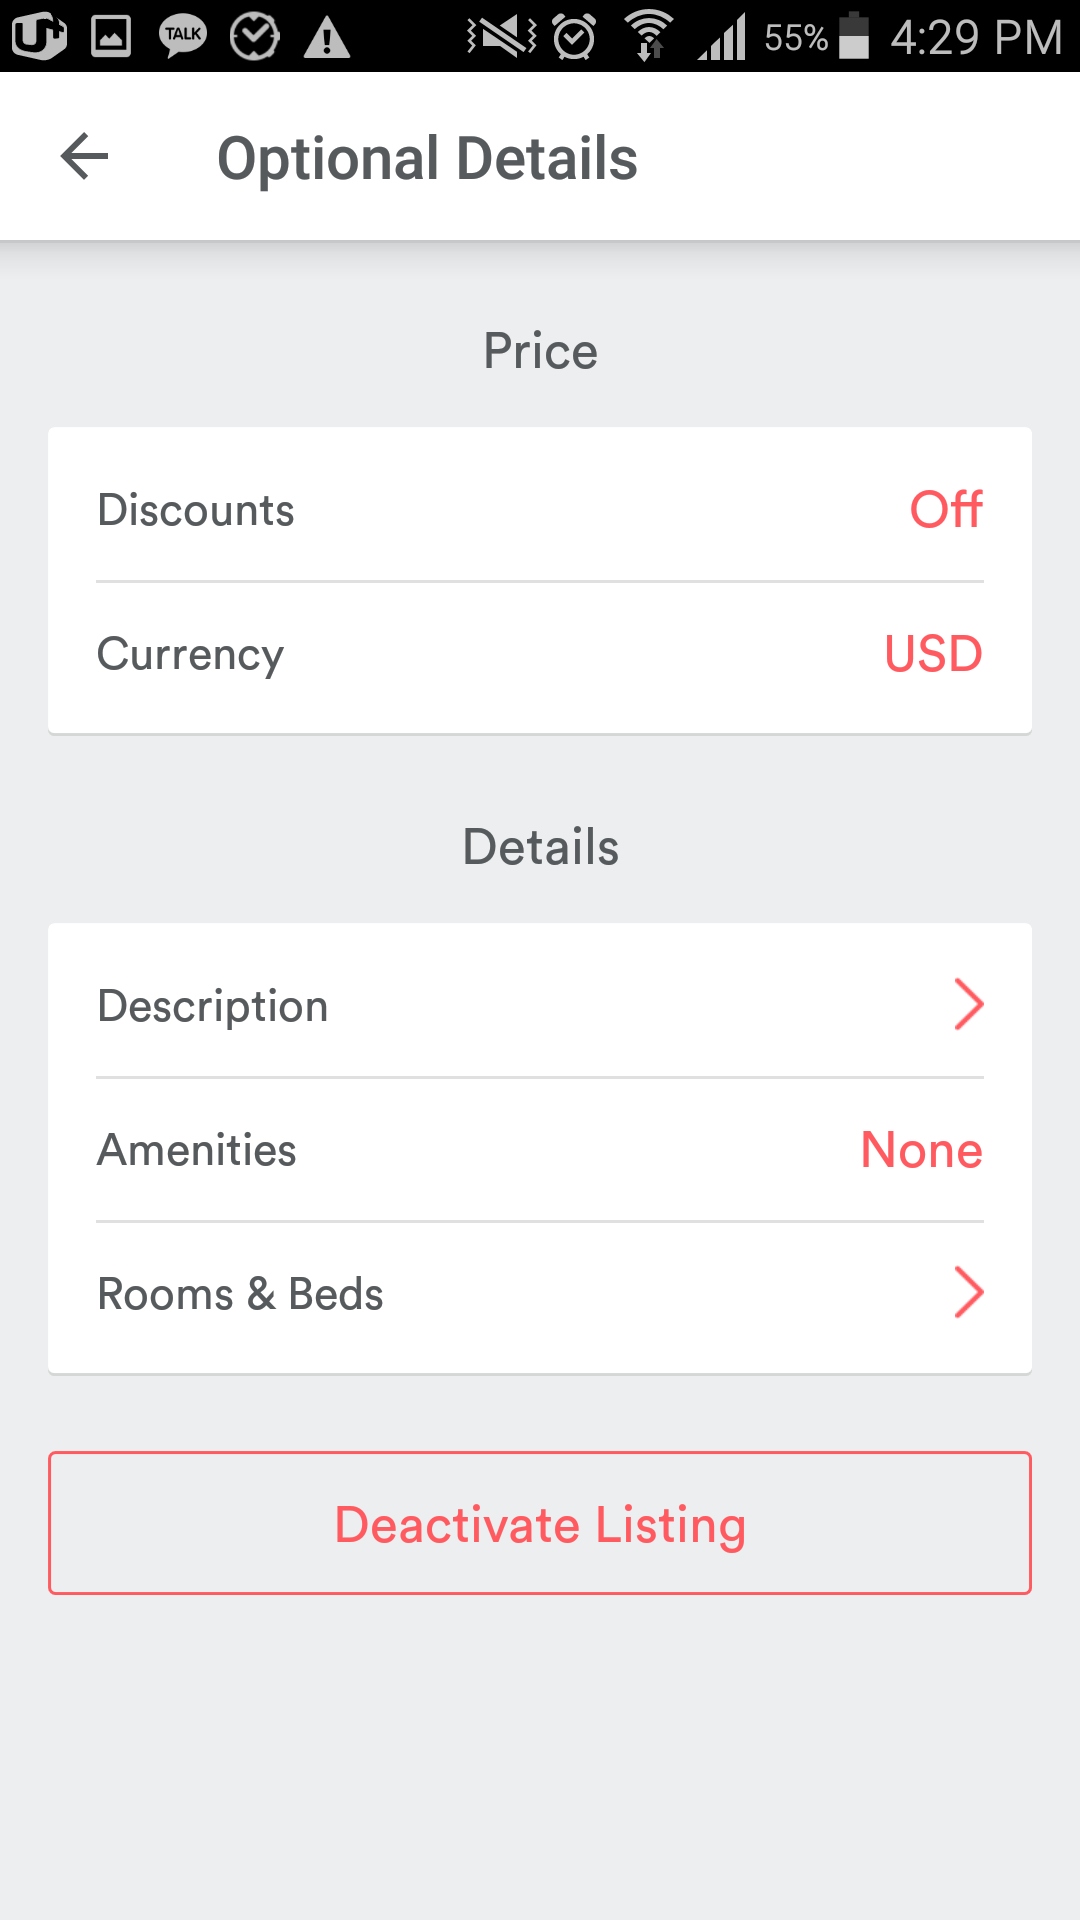 U+ TALK 55% 4:29 PM
Optional Details
Price
Discounts Off
Currency USD
Details
Description
Amenities None
Rooms & Beds
Deactivate Listing